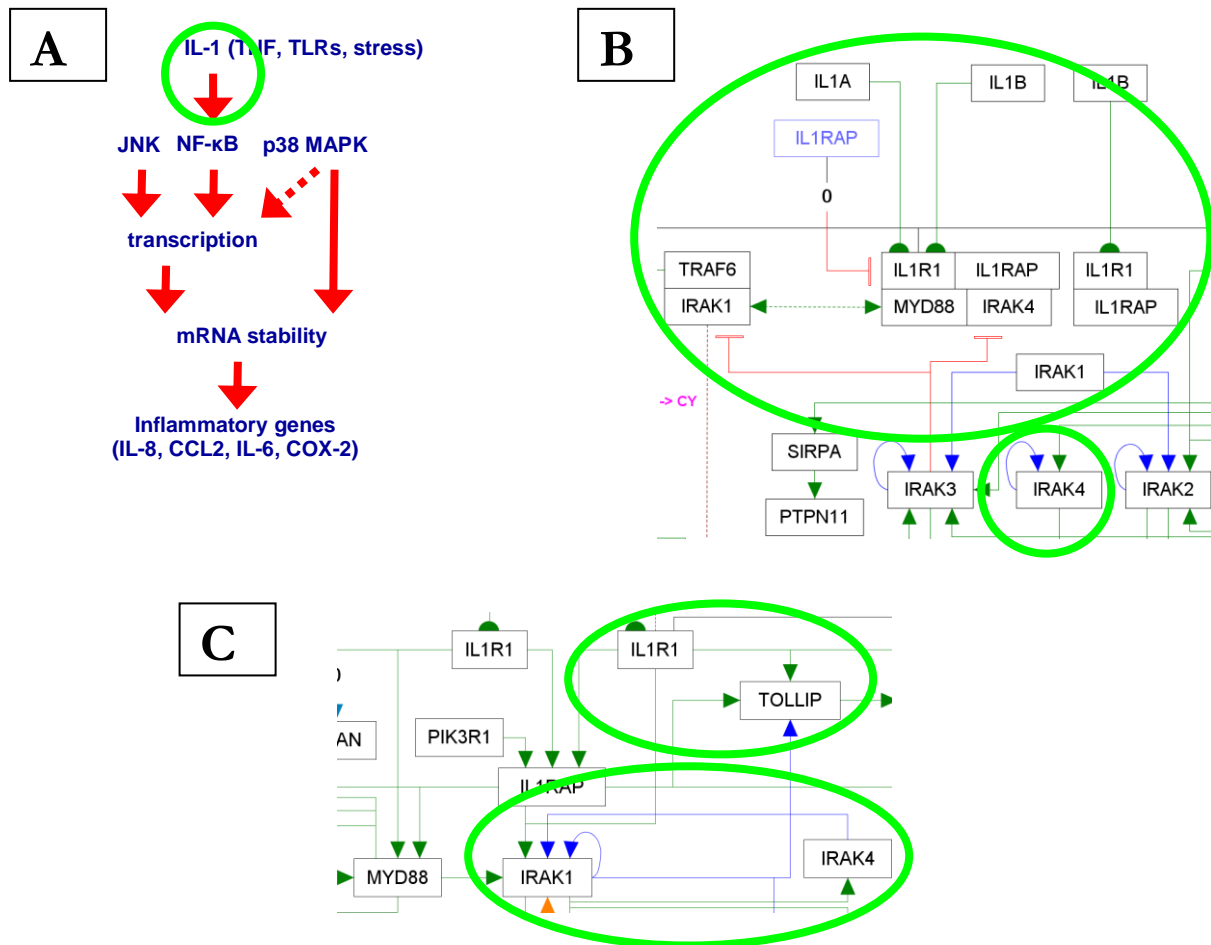 A
IL-1 (TNF, TLRs, stress)
JNK NF-κB p38 MAPK
transcription
mRNA stability
Inflammatory genes
(IL-8, CCL2, IL-6, COX-2)
B
IL1A IL1B IL1B
IL1RAP
0
TRAF6 IL1R1 IL1RAP IL1R1
IRAK1 MYD88 IRAK4 IL1RAP
IRAK1
-> CY
SIRPA
IRAK3 IRAK4 IRAK2
PTPN11
C
IL1R1 IL1R1
TOLLIP
AN PIK3R1
IL1RAP
IRAK4
MYD88 IRAK1